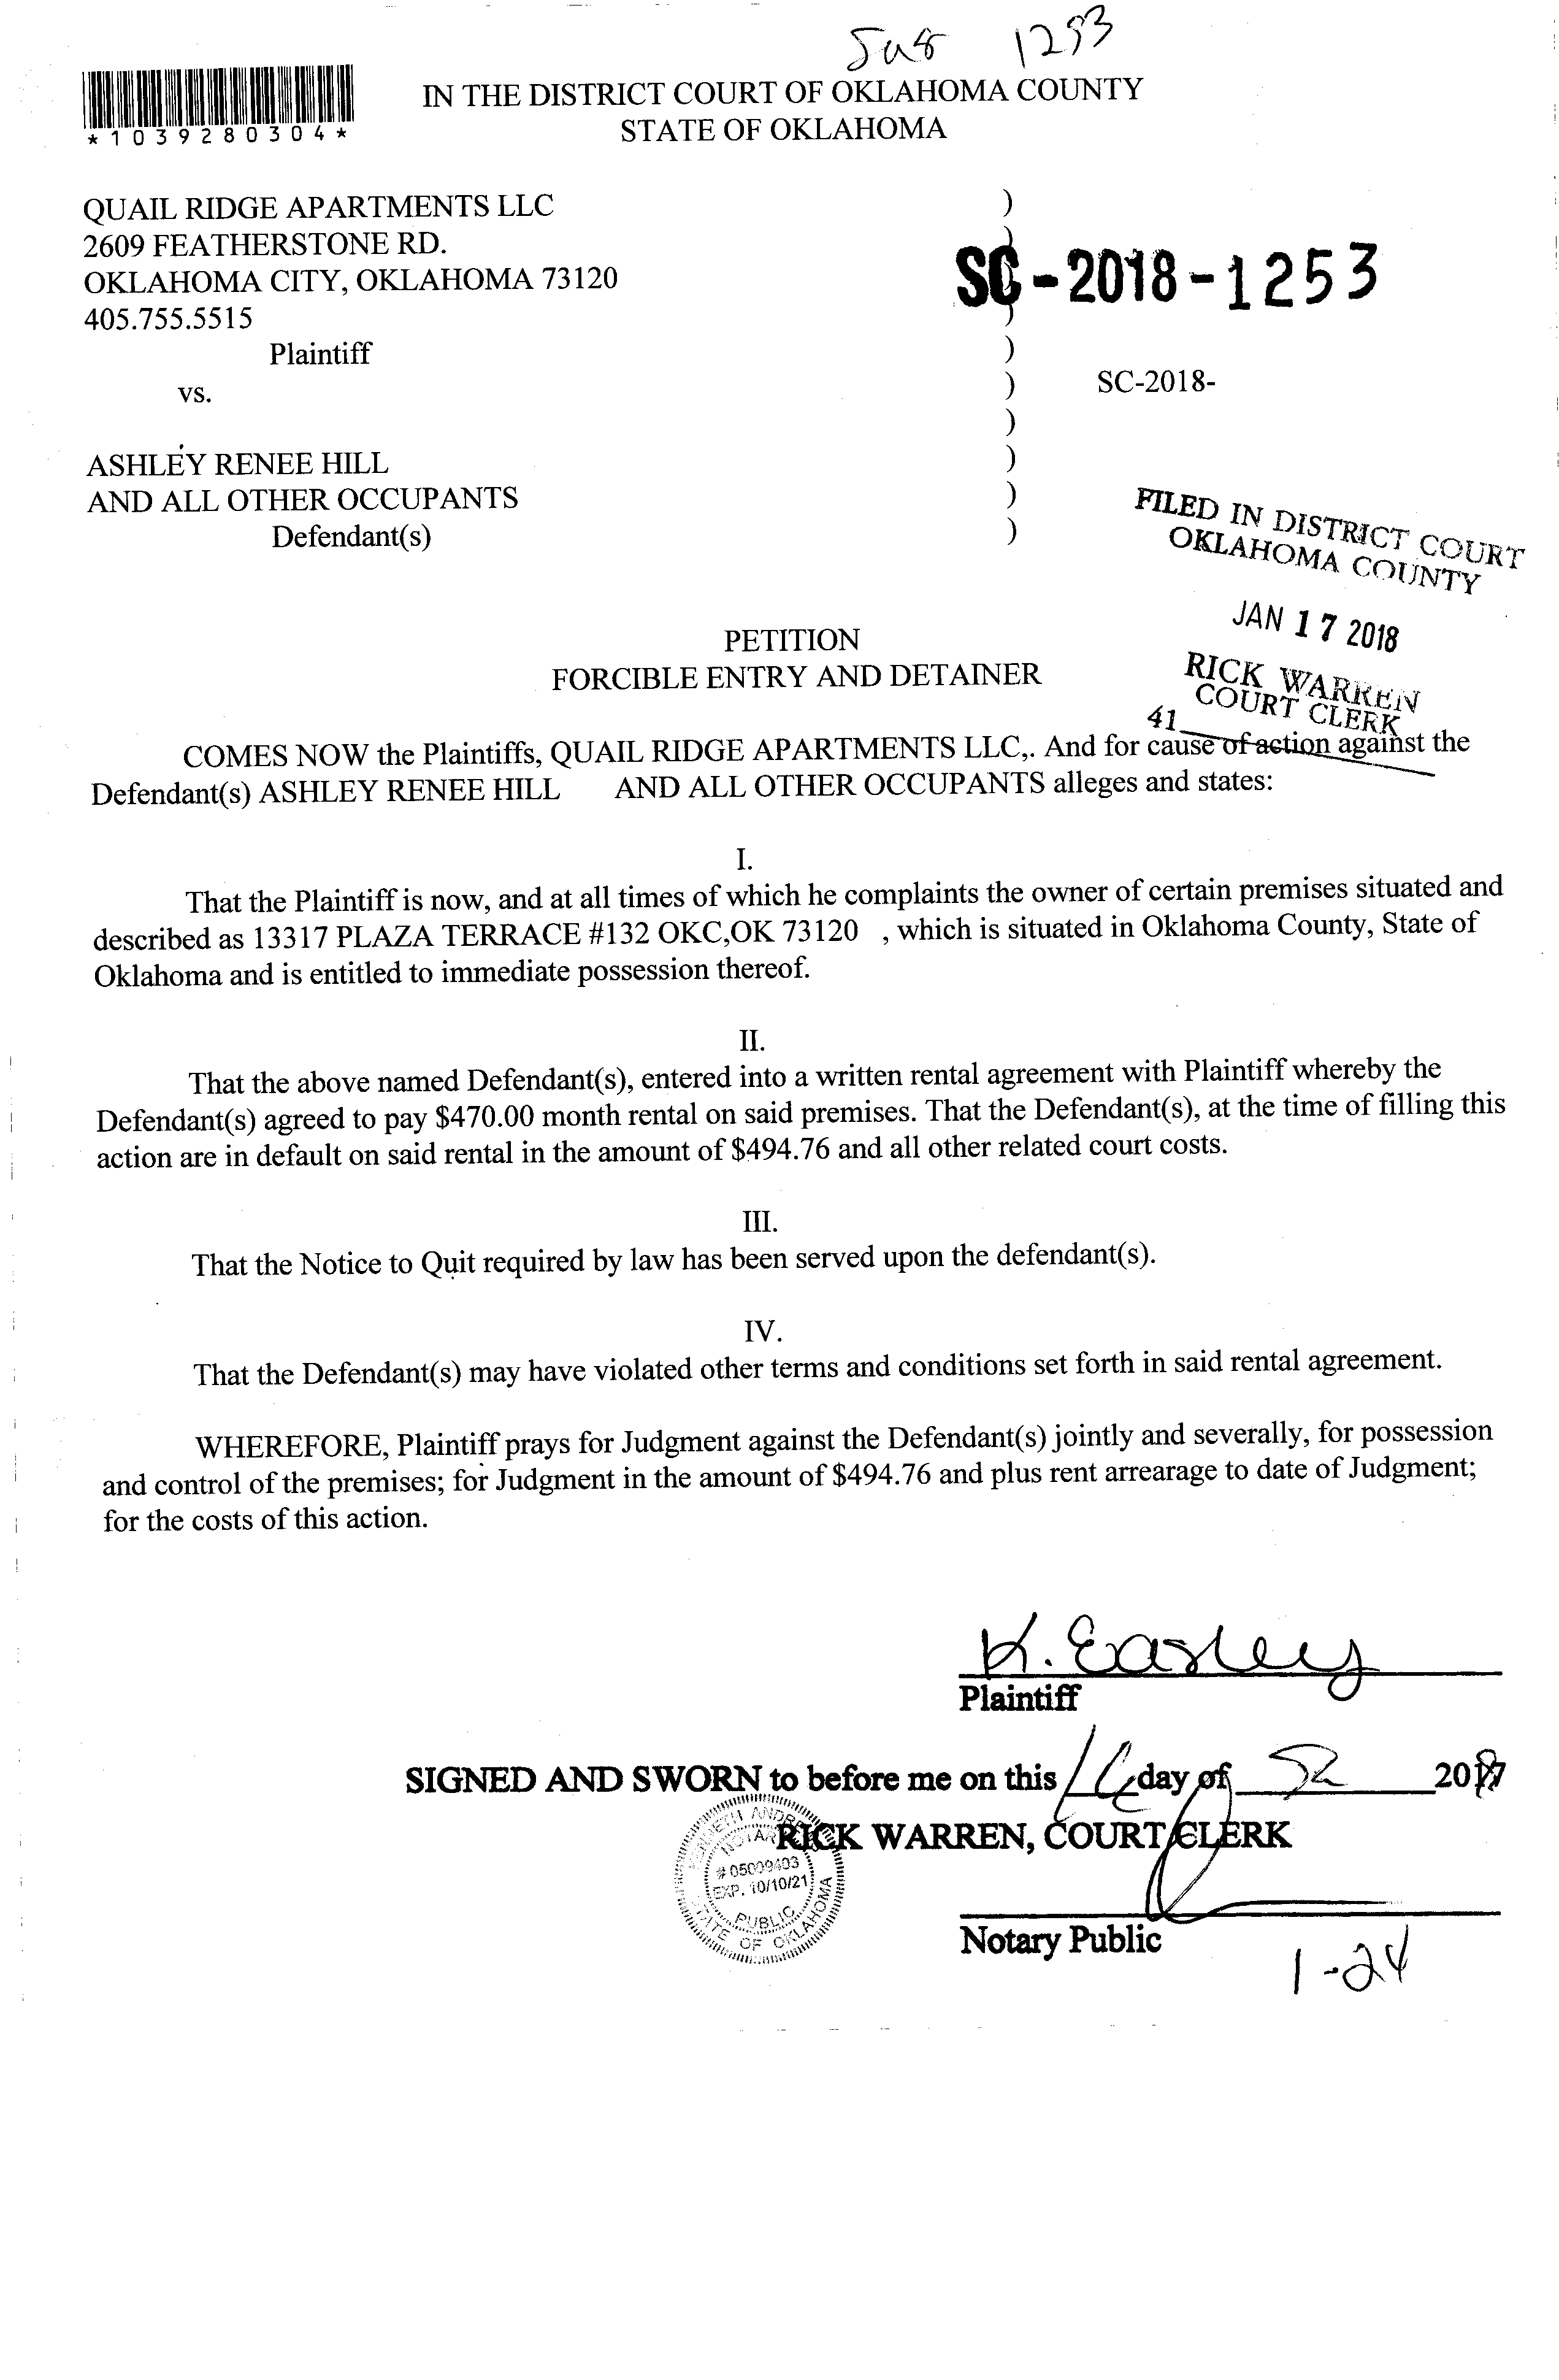 1253
*1039280304*
IN THE DISTRICT COURT OF OKLAHOMA COUNTY
STATE OF OKLAHOMA
QUAIL RIDGE APARTMENTS LLC
2609 FEATHERSTONE RD.
OKLAHOMA CITY, OKLAHOMA 73120
405.755.5515
Plaintiff
vs.
ASHLEY RENEE HILL
AND ALL OTHER OCCUPANTS
Defendant(s)
)
)
)
)
)
)
)
)
)
)
SC-2018-1253
SC-2018-
FILED IN DISTRICT COURT
OKLAHOMA COUNTY
JAN 17 2018
RICK WARREN
COURT CLERK
41
PETITION
FORCIBLE ENTRY AND DETAINER
COMES NOW the Plaintiffs, QUAIL RIDGE APARTMENTS LLC,. And for cause of action against the
Defendant(s) ASHLEY RENEE HILL AND ALL OTHER OCCUPANTS alleges and states:
I.
That the Plaintiff is now, and at all times of which he complaints the owner of certain premises situated and
described as 13317 PLAZA TERRACE #132 OKC,OK 73120 , which is situated in Oklahoma County, State of
Oklahoma and is entitled to immediate possession thereof.
II.
That the above named Defendant(s), entered into a written rental agreement with Plaintiff whereby the
Defendant(s) agreed to pay $470.00 month rental on said premises. That the Defendant(s), at the time of filling this
action are in default on said rental in the amount of $494.76 and all other related court costs.
III.
That the Notice to Quit required by law has been served upon the defendant(s).
IV.
That the Defendant(s) may have violated other terms and conditions set forth in said rental agreement.
WHEREFORE, Plaintiff prays for Judgment against the Defendant(s) jointly and severally, for possession
and control of the premises; for Judgment in the amount of $494.76 and plus rent arrearage to date of Judgment;
for the costs of this action.
K. Easley
Plaintiff
SIGNED AND SWORN to before me on this day of 201
RICK WARREN, COURT CLERK
NOTAR
# 05009403
EXP. 10/10/21
PUBLIC
STATE OF OKLAHOMA
Notary Public
1-24